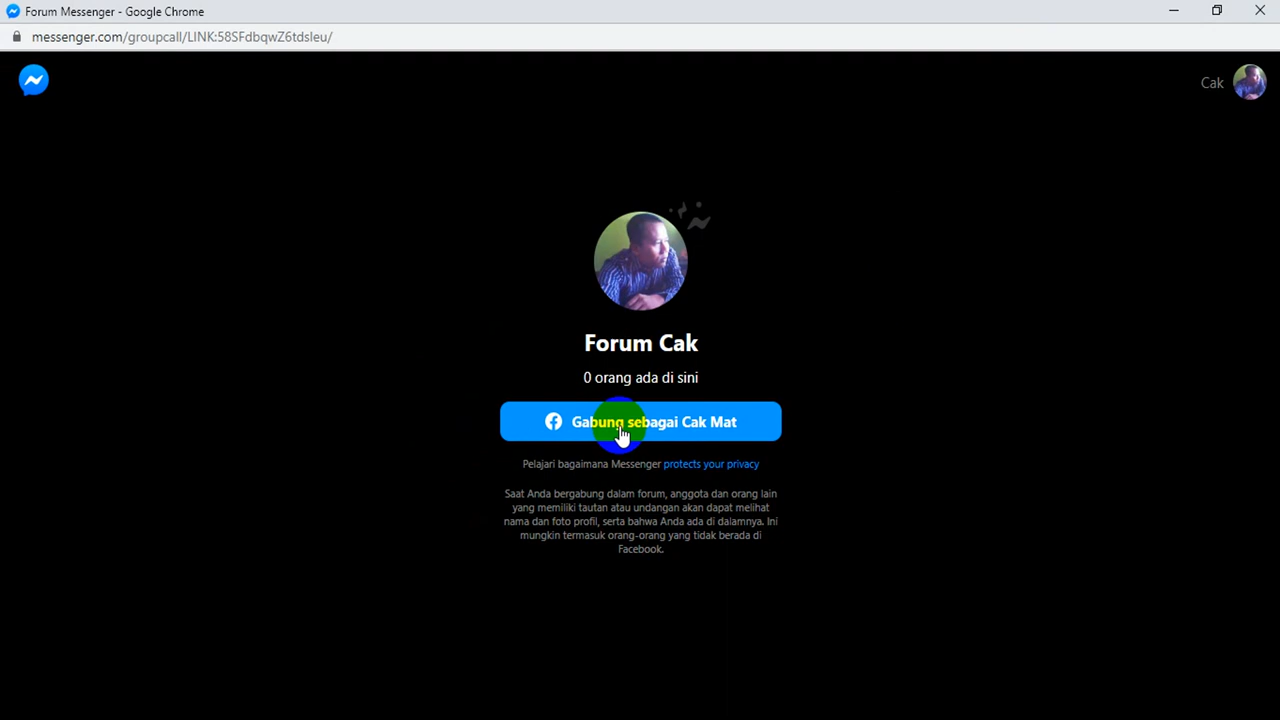 Forum Messenger - Google Chrome
messenger.com/groupcall/LINK:58SFdbqwZ6tdsleu/
Cak
Forum Cak
0 orang ada di sini
Gabung sebagai Cak Mat
Pelajari bagaimana Messenger protects your privacy
Saat Anda bergabung dalam forum, anggota dan orang lain
yang memiliki tautan atau undangan akan dapat melihat
nama dan foto profil, serta bahwa Anda ada di dalamnya. Ini
mungkin termasuk orang-orang yang tidak berada di
Facebook.